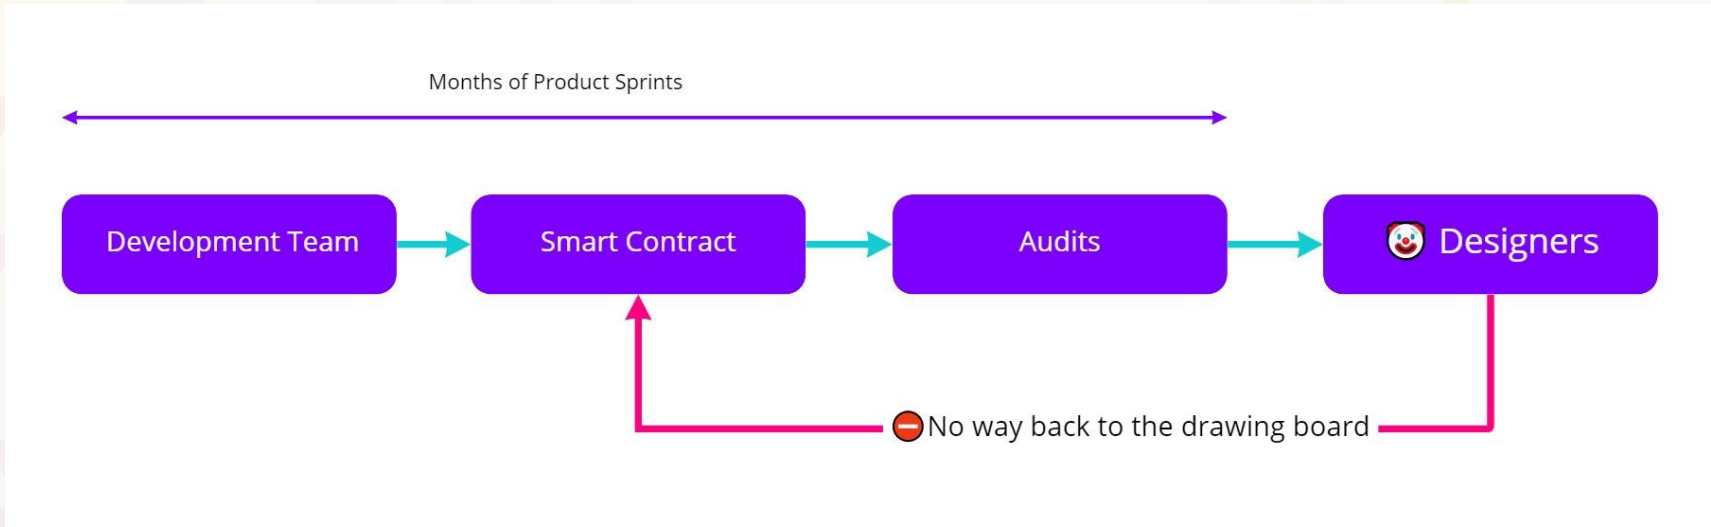 Months of Product Sprints
Development Team
Smart Contract
Audits
🤡 Designers
⛔No way back to the drawing board